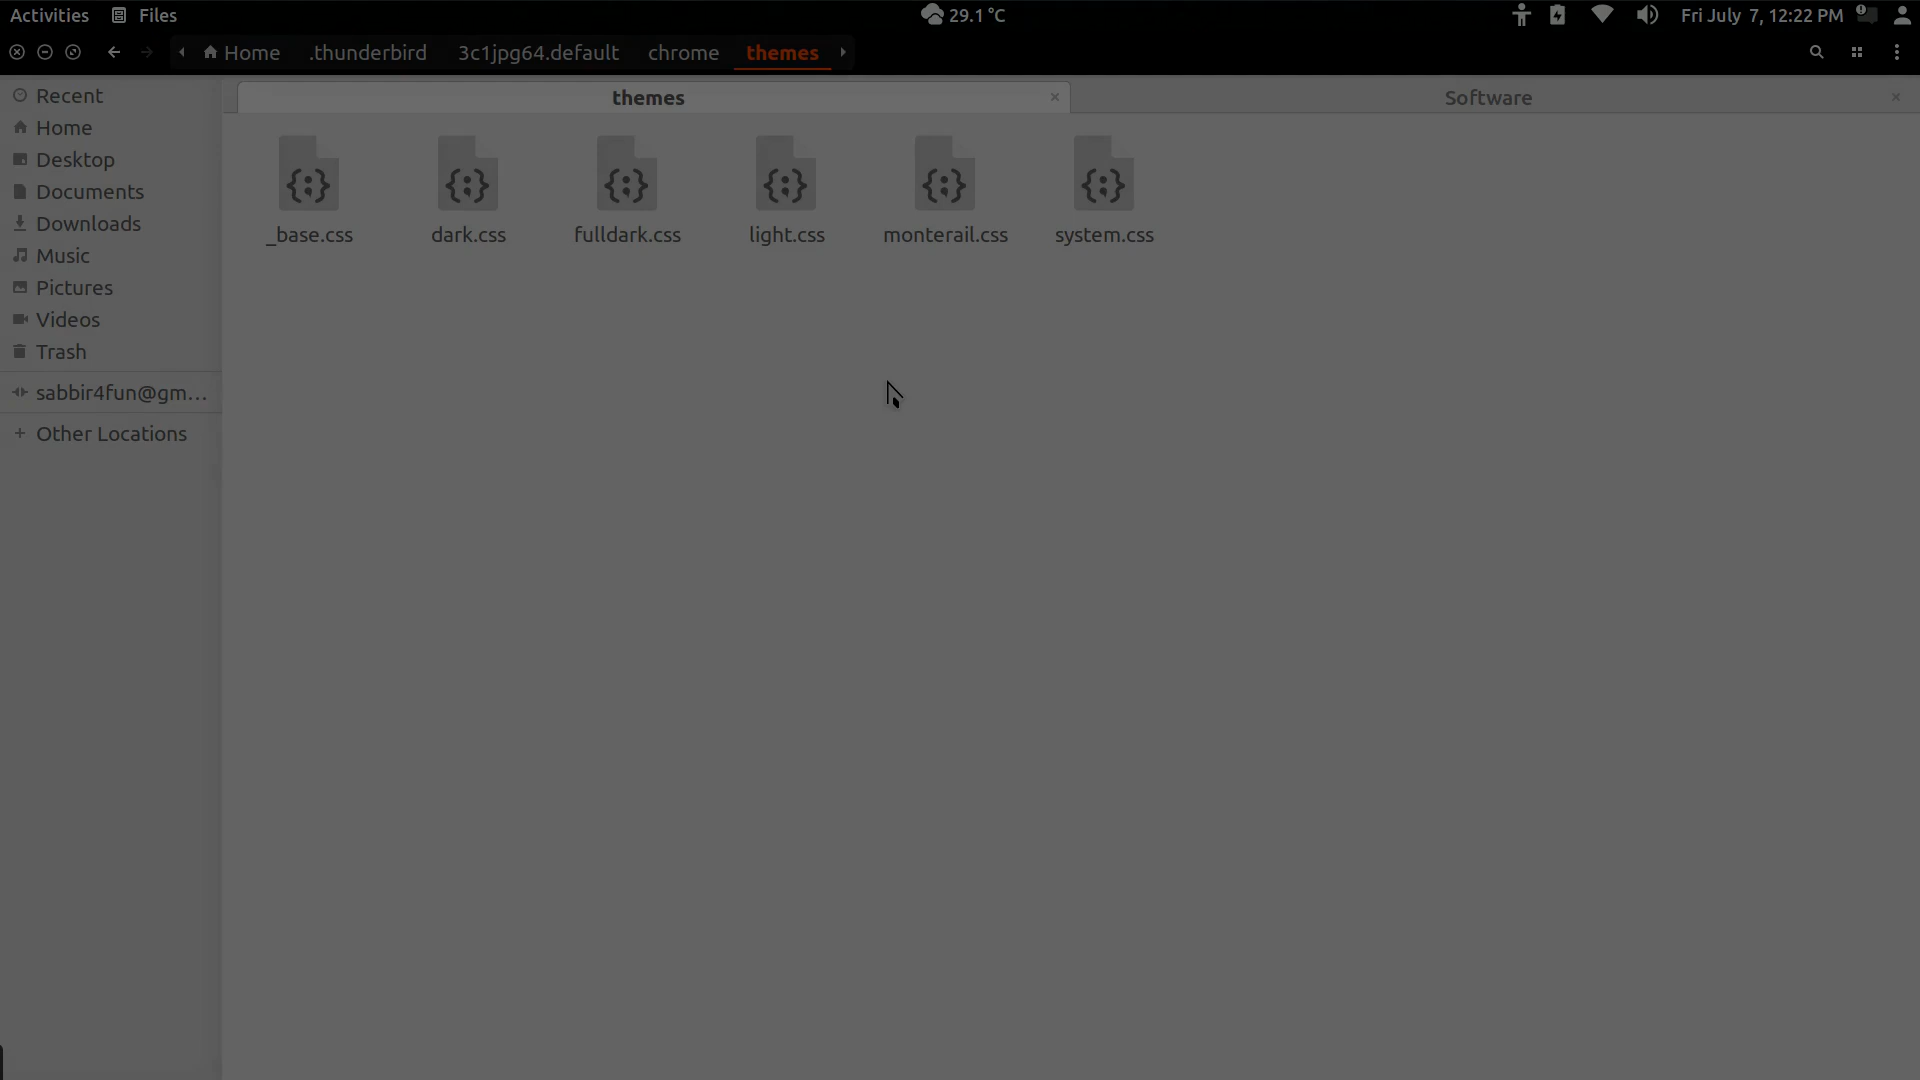 Activities Files 29.1 °C Fri July 7, 12:22 PM
Home .thunderbird 3c1jpg64.default chrome themes
themes Software
Recent
Home
Desktop
Documents
Downloads
Music
Pictures
Videos
Trash
sabbir4fun@gm...
Other Locations
_base.css dark.css fulldark.css light.css monterail.css system.css